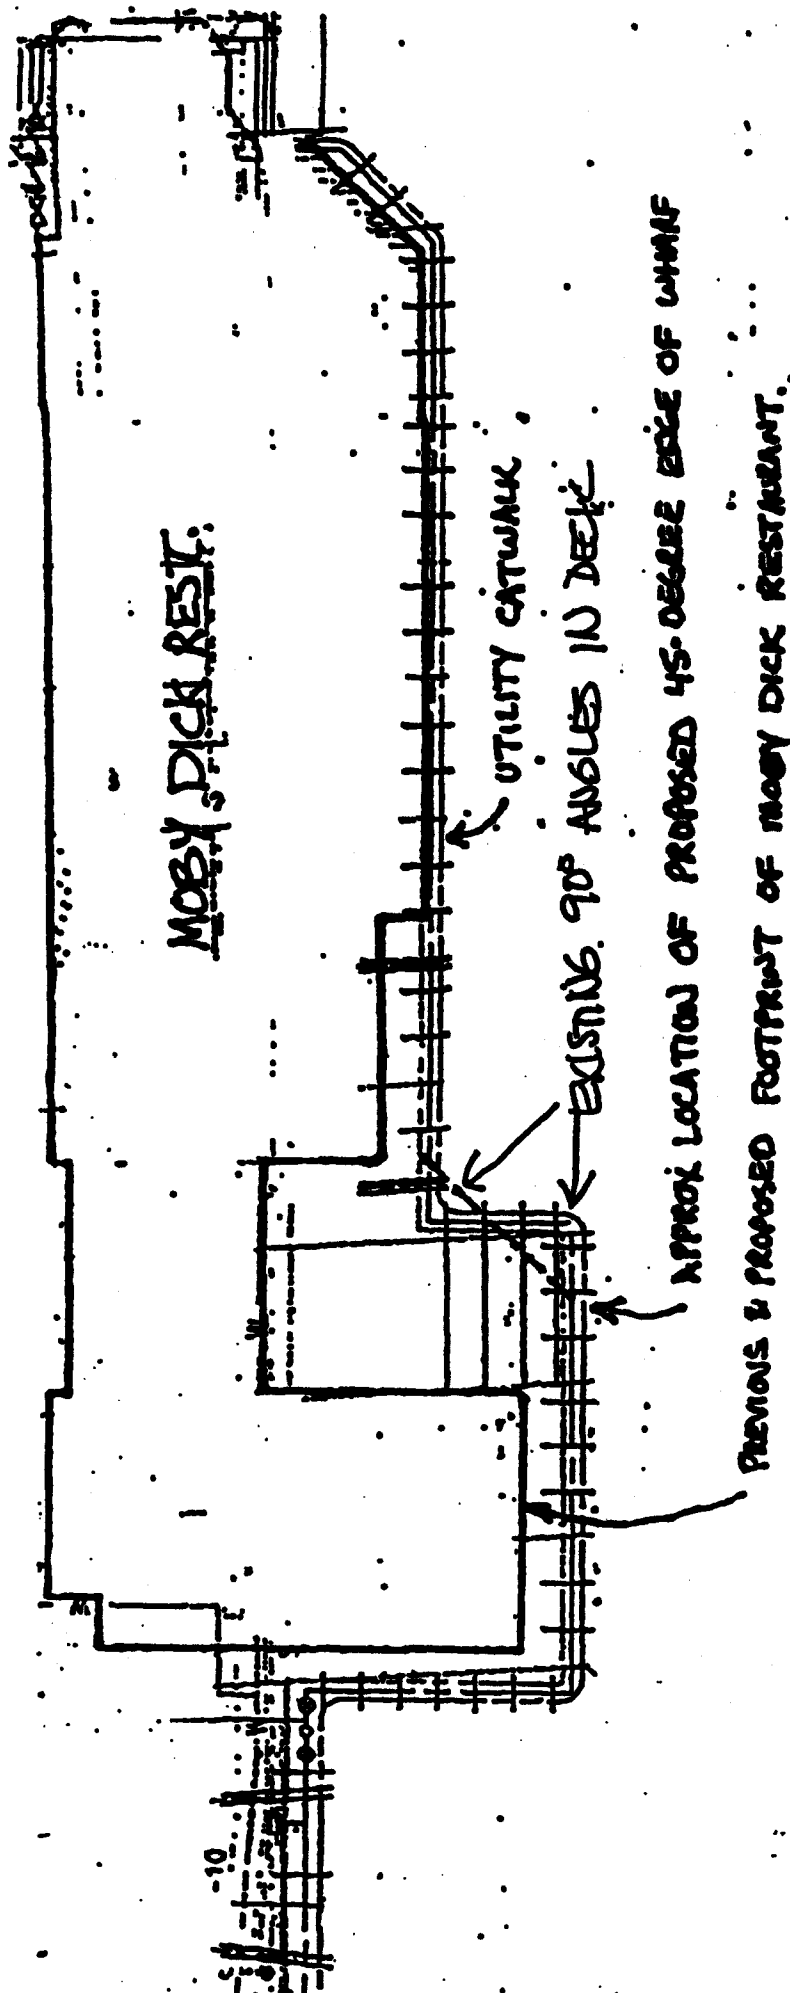 MOBY DICK REST.
UTILITY CATWALK
EXISTING 90° ANGLES IN DECK
APPROX LOCATION OF PROPOSED 45-DEGREE EDGE OF WHARF
PREVIOUS & PROPOSED FOOTPRINT OF MOBY DICK RESTAURANT.
-10